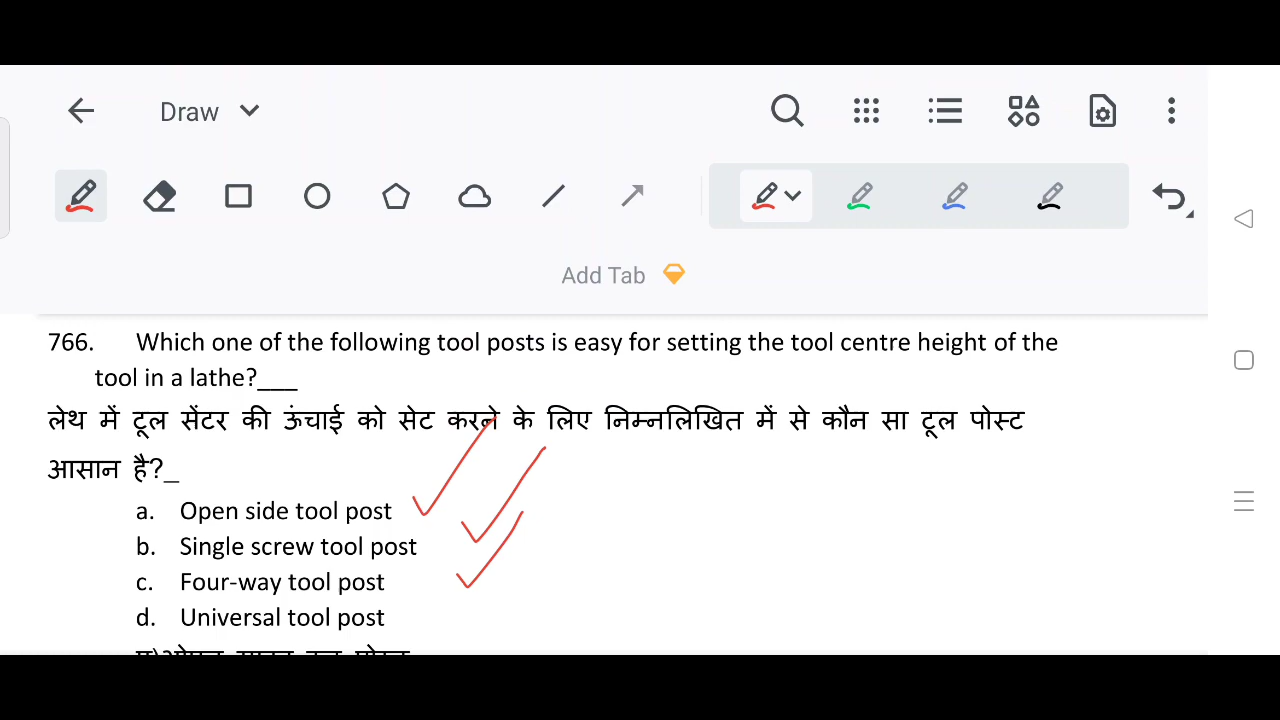 Draw
Add Tab
766. Which one of the following tool posts is easy for setting the tool centre height of the
tool in a lathe?___
लेथ में टूल सेंटर की ऊंचाई को सेट करने के लिए निम्नलिखित में से कौन सा टूल पोस्ट
आसान है?_
a. Open side tool post
b. Single screw tool post
c. Four-way tool post
d. Universal tool post